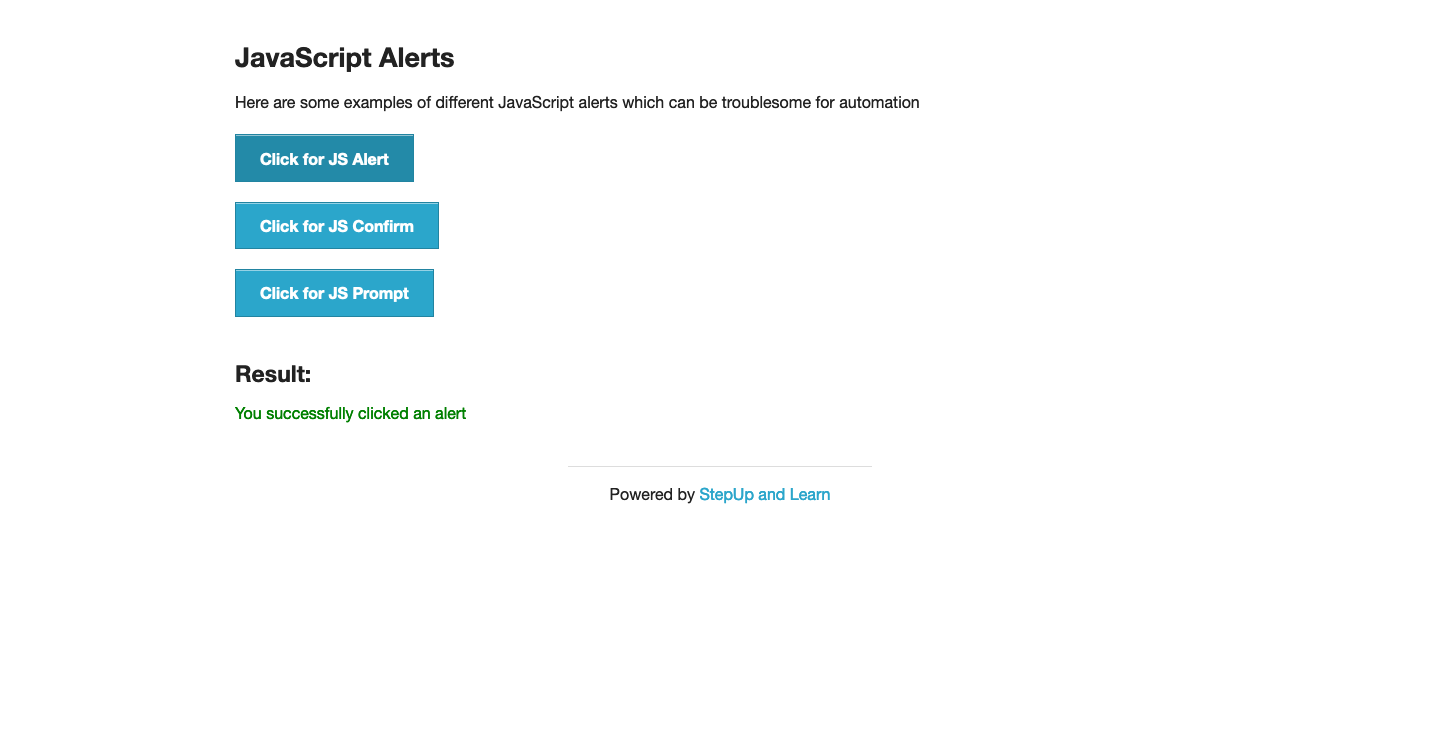 JavaScript Alerts
Here are some examples of different JavaScript alerts which can be troublesome for automation
Click for JS Alert
Click for JS Confirm
Click for JS Prompt
Result:
You successfully clicked an alert
Powered by StepUp and Learn